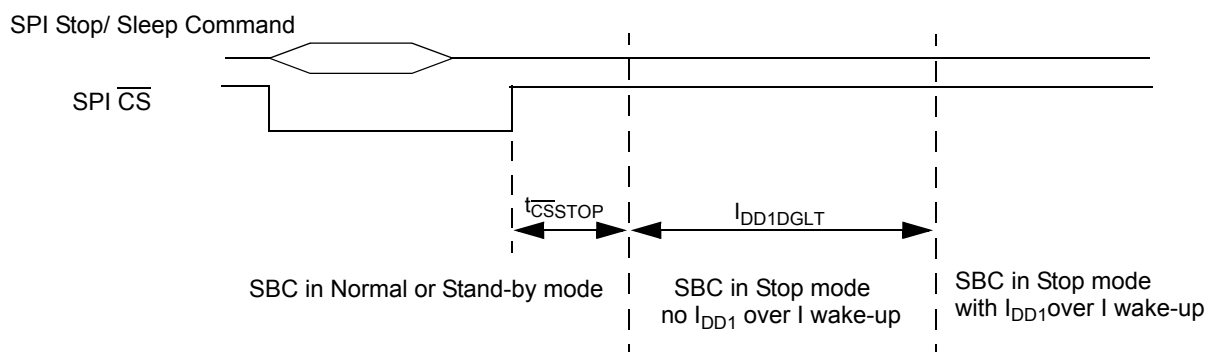 SPI Stop/ Sleep Command
SPI CS
tCSSTOP
IDD1DGLT
SBC in Normal or Stand-by mode
SBC in Stop mode
no IDD1 over I wake-up
SBC in Stop mode
with IDD1over I wake-up